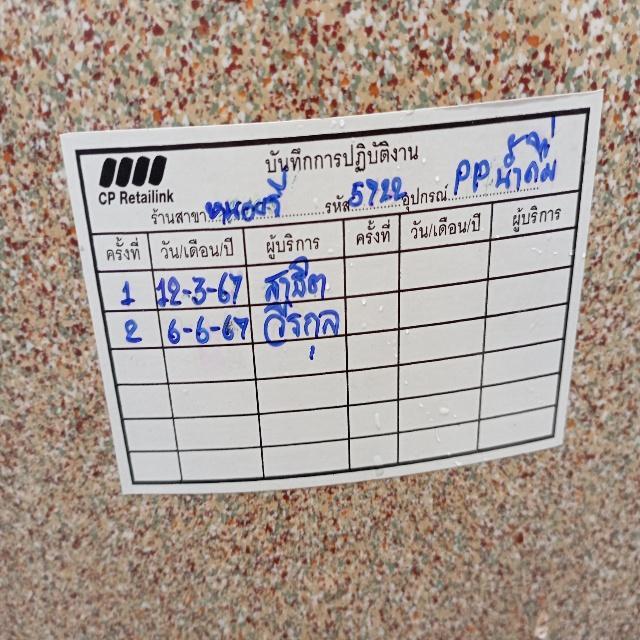 บันทึกการปฏิบัติงาน
CP Retailink
ร้านสาขา หนองรี รหัส 5722 อุปกรณ์ PP น้ำดื่ม
ครั้งที่ วัน/เดือน/ปี ผู้บริการ ครั้งที่ วัน/เดือน/ปี ผู้บริการ
1 12-3-67 สาธิต
2 6-6-67 วีรกุล